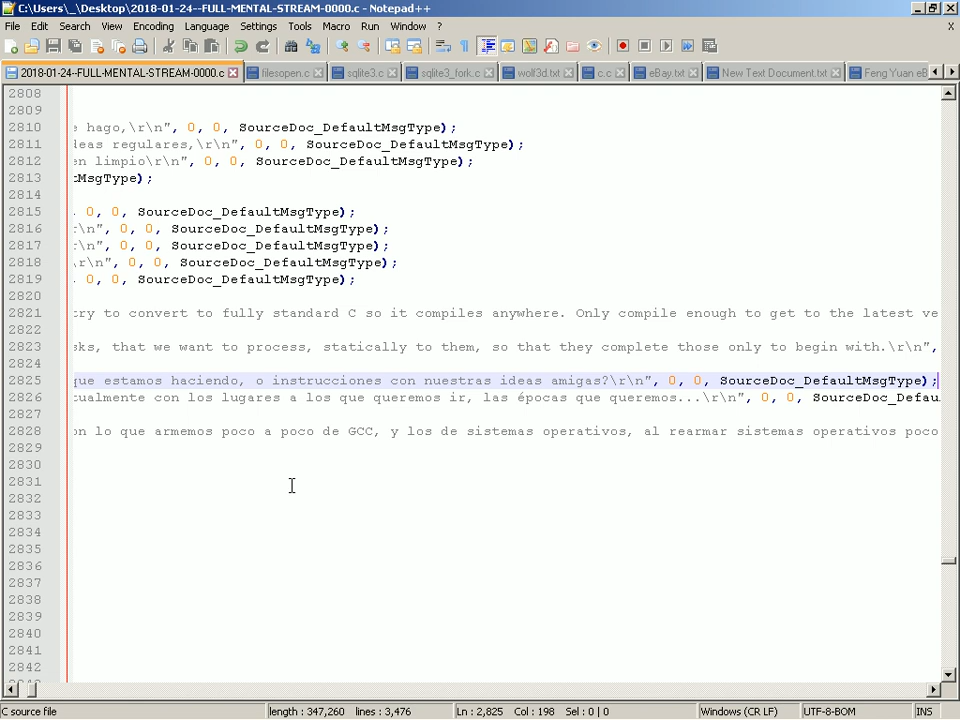 C:\Users\_\Desktop\2018-01-24--FULL-MENTAL-STREAM-0000.c - Notepad++
File Edit Search View Encoding Language Settings Tools Macro Run Window ? X
2018-01-24--FULL-MENTAL-STREAM-0000.c filesopen.c sqlite3.c sqlite3_fork.c wolf3d.txt c.c eBay.txt New Text Document.txt Feng Yuan eB
2808
2809
2810 e hago,\r\n", 0, 0, SourceDoc_DefaultMsgType);
2811 deas regulares,\r\n", 0, 0, SourceDoc_DefaultMsgType);
2812 en limpio\r\n", 0, 0, SourceDoc_DefaultMsgType);
2813 cMsgType);
2814
2815 , 0, 0, SourceDoc_DefaultMsgType);
2816 r\n", 0, 0, SourceDoc_DefaultMsgType);
2817 r\n", 0, 0, SourceDoc_DefaultMsgType);
2818 \r\n", 0, 0, SourceDoc_DefaultMsgType);
2819 , 0, 0, SourceDoc_DefaultMsgType);
2820
2821 try to convert to fully standard C so it compiles anywhere. Only compile enough to get to the latest ve
2822
2823 sks, that we want to process, statically to them, so that they complete those only to begin with.\r\n",
2824
2825 que estamos haciendo, o instrucciones con nuestras ideas amigas?\r\n", 0, 0, SourceDoc_DefaultMsgType);
2826 cualmente con los lugares a los que queremos ir, las épocas que queremos...\r\n", 0, 0, SourceDoc_Defau
2827
2828 on lo que armemos poco a poco de GCC, y los de sistemas operativos, al rearmar sistemas operativos poco
2829
2830
2831
2832
2833
2834
2835
2836
2837
2838
2839
2840
2841
2842
C source file length : 347,260 lines : 3,476 Ln : 2,825 Col : 198 Sel : 0 | 0 Windows (CR LF) UTF-8-BOM INS